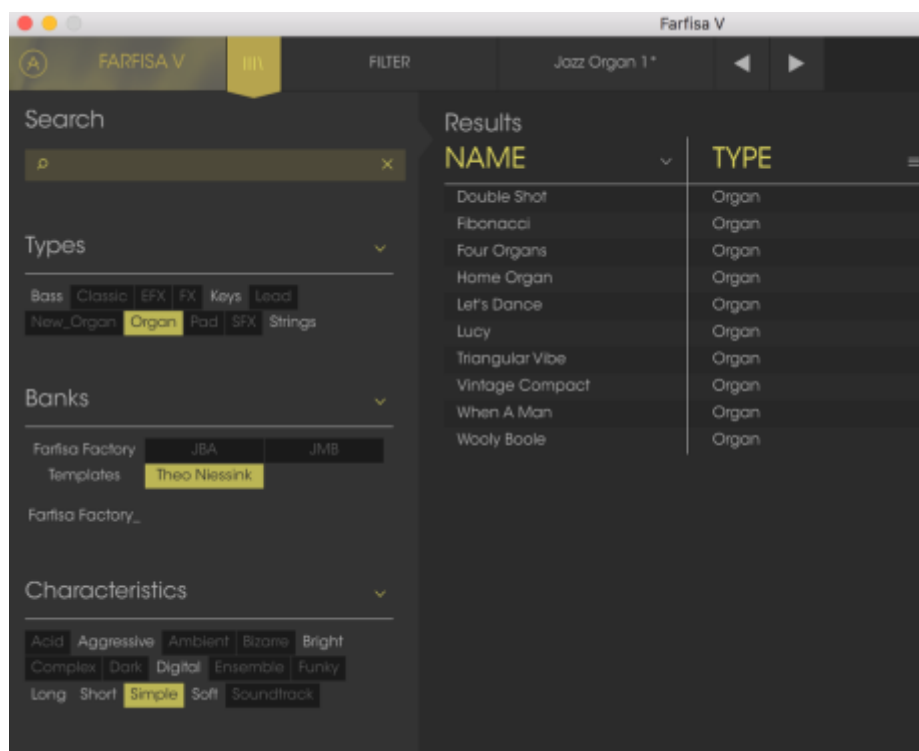 Farfisa V
FARFISA V FILTER Jazz Organ 1*
Search
Types
Bass Classic EFX FX Keys Lead
New_Organ Organ Pad SFX Strings
Banks
Farfisa Factory JBA JMB
Templates Theo Niessink
Farfisa Factory_
Characteristics
Acid Aggressive Ambient Bizarre Bright
Complex Dark Digital Ensemble Funky
Long Short Simple Soft Soundtrack
Results
NAME TYPE
Double Shot Organ
Fibonacci Organ
Four Organs Organ
Home Organ Organ
Let's Dance Organ
Lucy Organ
Triangular Vibe Organ
Vintage Compact Organ
When A Man Organ
Wooly Boole Organ